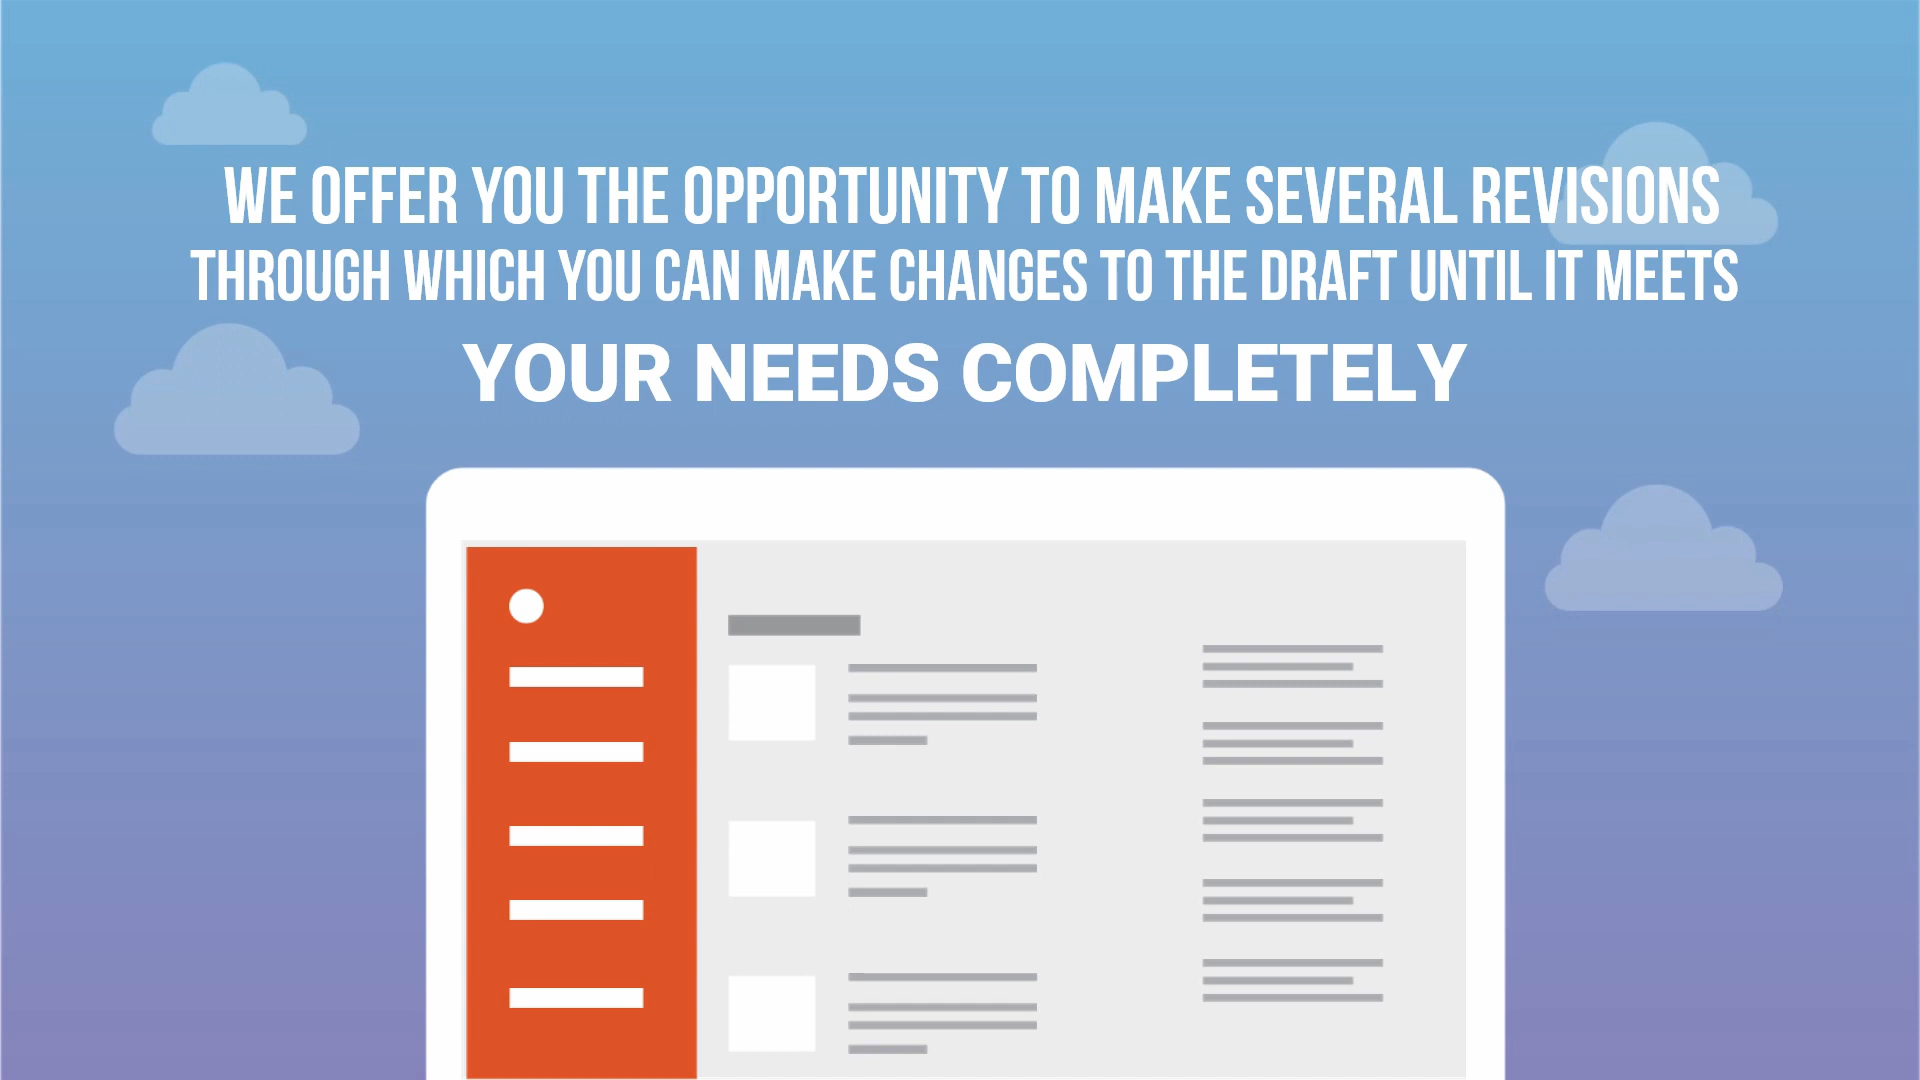 WE OFFER YOU THE OPPORTUNITY TO MAKE SEVERAL REVISIONS
THROUGH WHICH YOU CAN MAKE CHANGES TO THE DRAFT UNTIL IT MEETS
YOUR NEEDS COMPLETELY